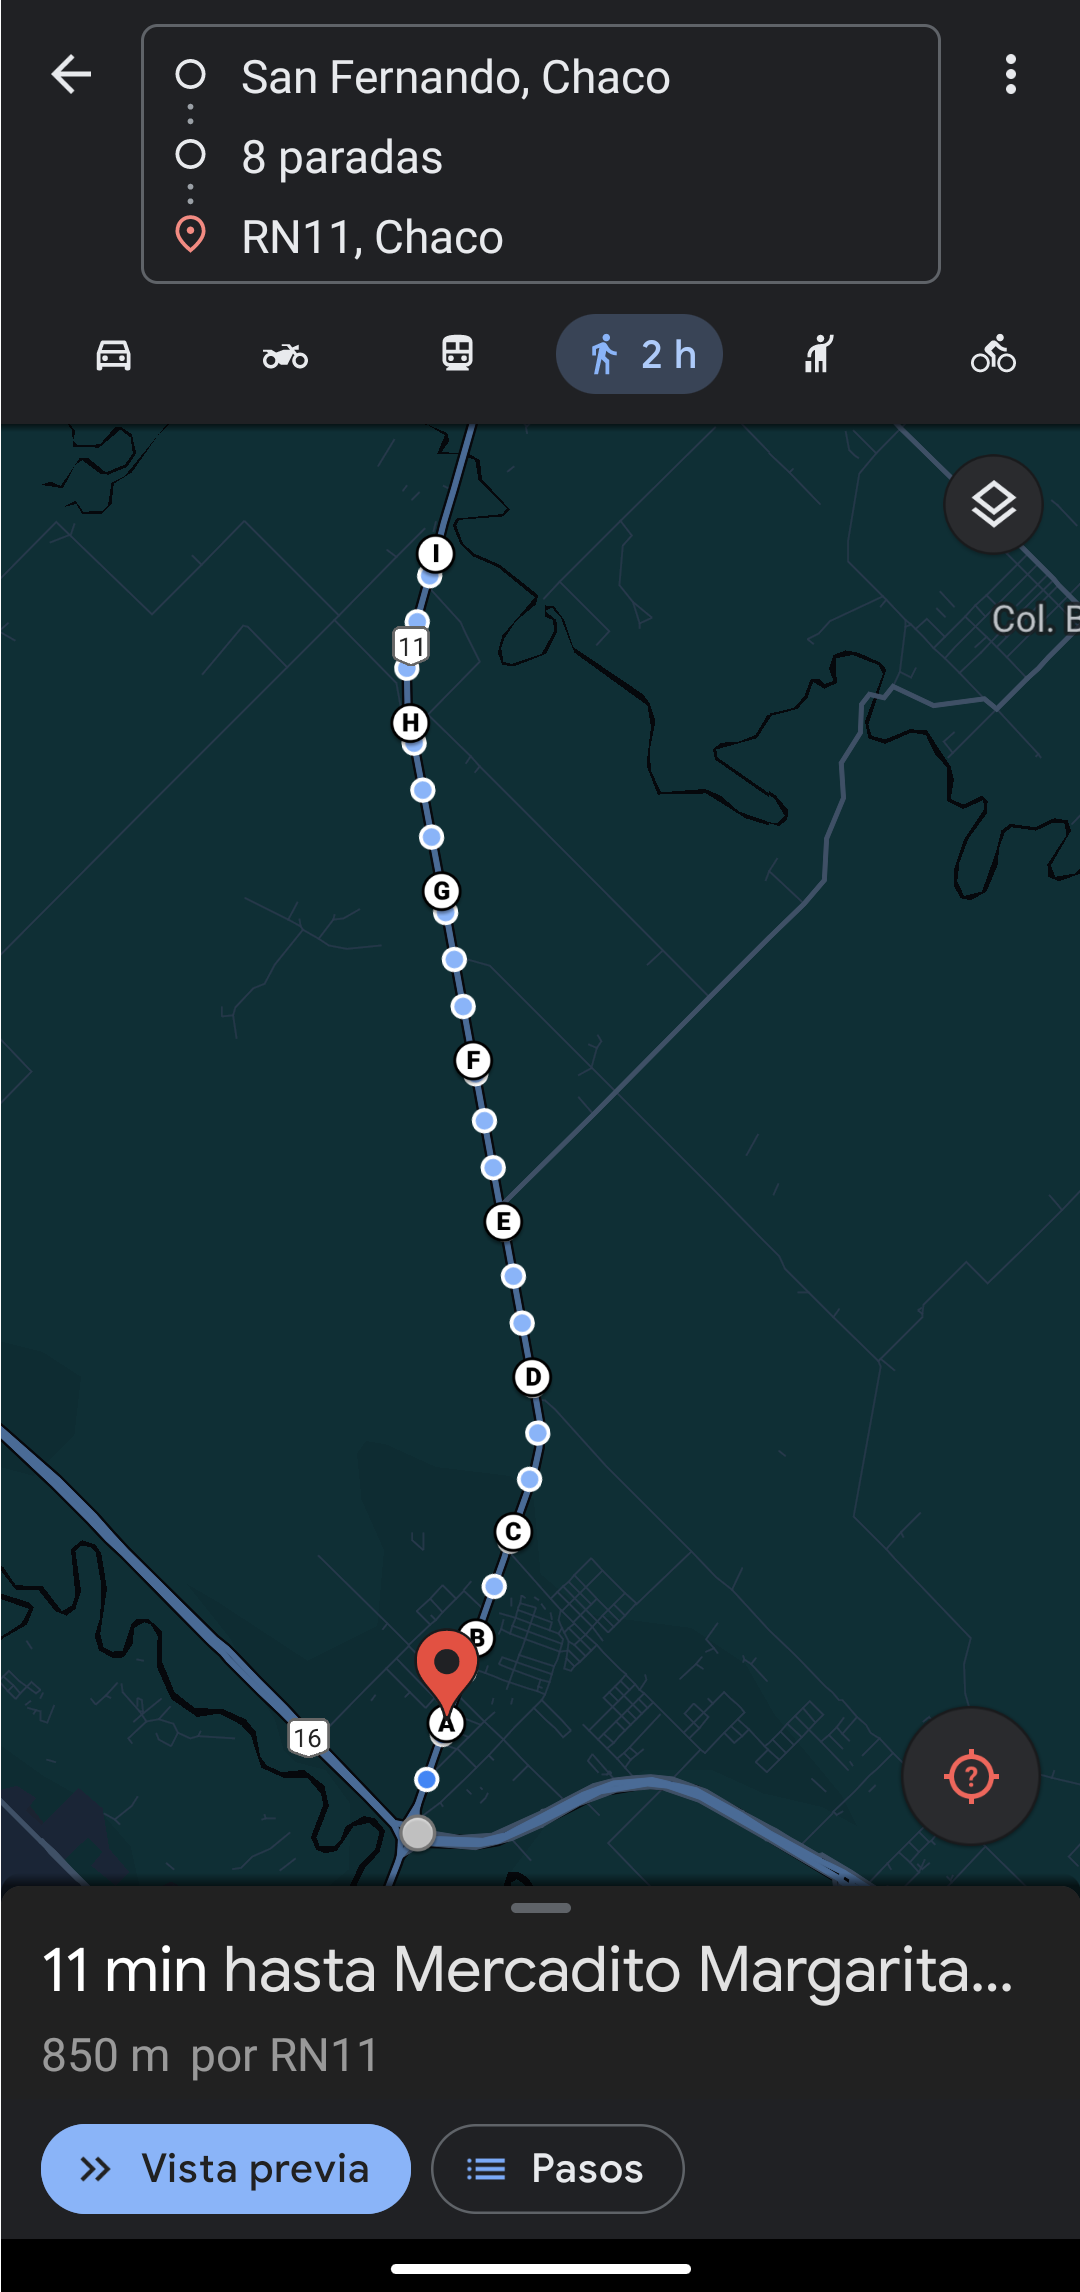 San Fernando, Chaco
8 paradas
RN11, Chaco
2 h
I
11
Col. B
H
G
F
E
D
C
B
A
16
?
11 min hasta Mercadito Margarita...
850 m por RN11
Vista previa
Pasos